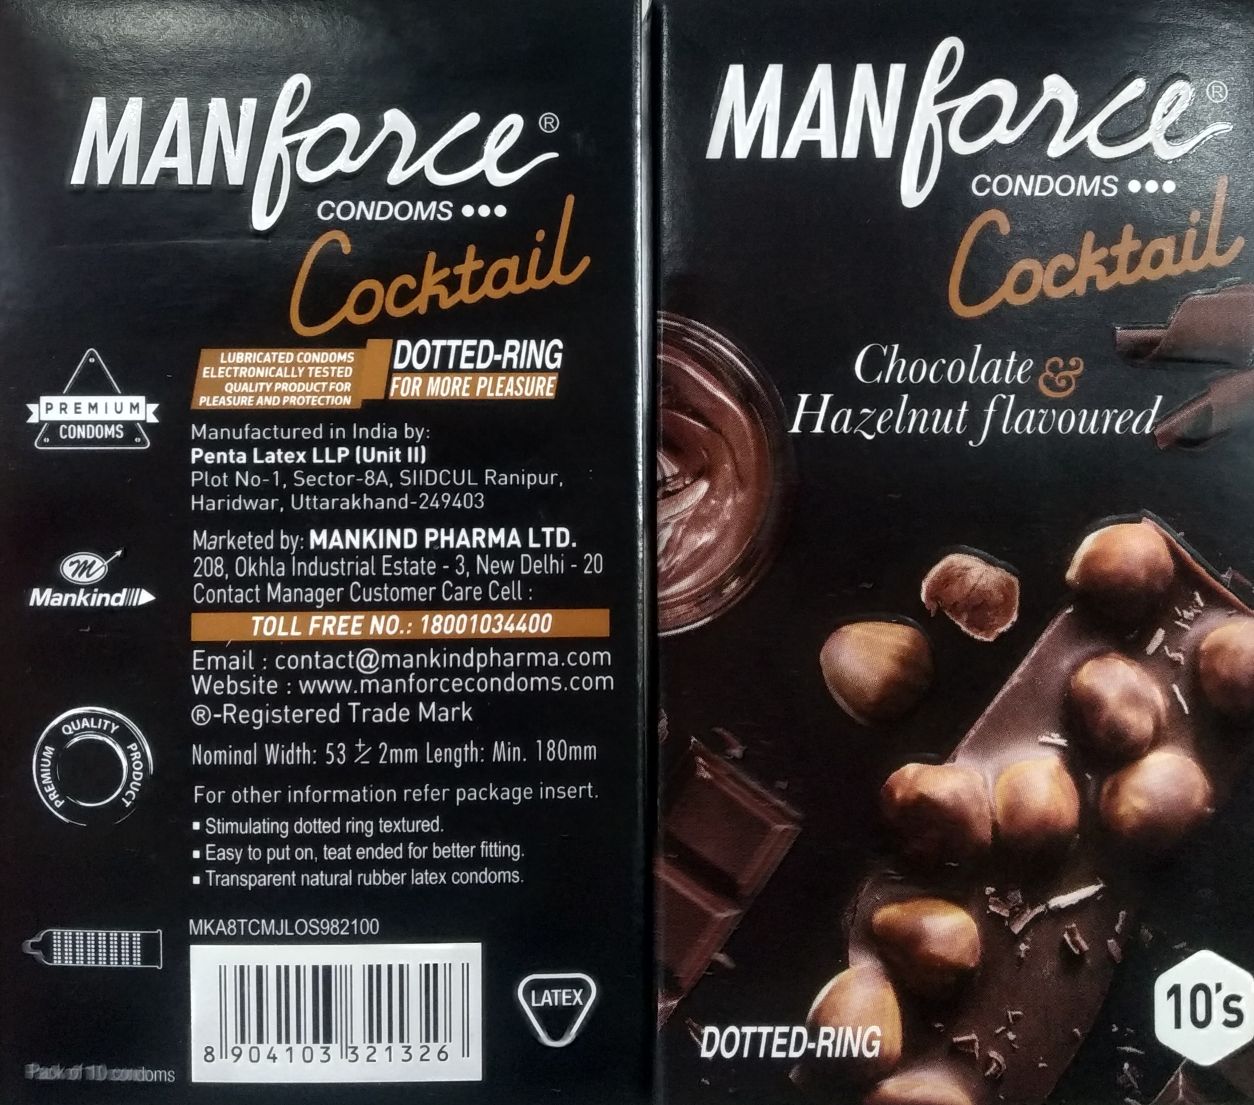 MANforce®
CONDOMS •••
Cocktail
LUBRICATED CONDOMS
ELECTRONICALLY TESTED
QUALITY PRODUCT FOR
PLEASURE AND PROTECTION
DOTTED-RING
FOR MORE PLEASURE
PREMIUM
CONDOMS
Manufactured in India by:
Penta Latex LLP (Unit II)
Plot No-1, Sector-8A, SIIDCUL Ranipur,
Haridwar, Uttarakhand-249403
Marketed by: MANKIND PHARMA LTD.
208, Okhla Industrial Estate - 3, New Delhi - 20
Contact Manager Customer Care Cell :
m
Mankind
TOLL FREE NO.: 18001034400
Email : contact@mankindpharma.com
Website : www.manforcecondoms.com
®-Registered Trade Mark
PREMIUM QUALITY PRODUCT
Nominal Width: 53 ± 2mm Length: Min. 180mm
For other information refer package insert.
▪ Stimulating dotted ring textured.
▪ Easy to put on, teat ended for better fitting.
▪ Transparent natural rubber latex condoms.
MKA8TCMJLOS982100
8 904103 321326
LATEX
Pack of 10 condoms
MANforce®
CONDOMS •••
Cocktail
Chocolate &
Hazelnut flavoured
DOTTED-RING
10's